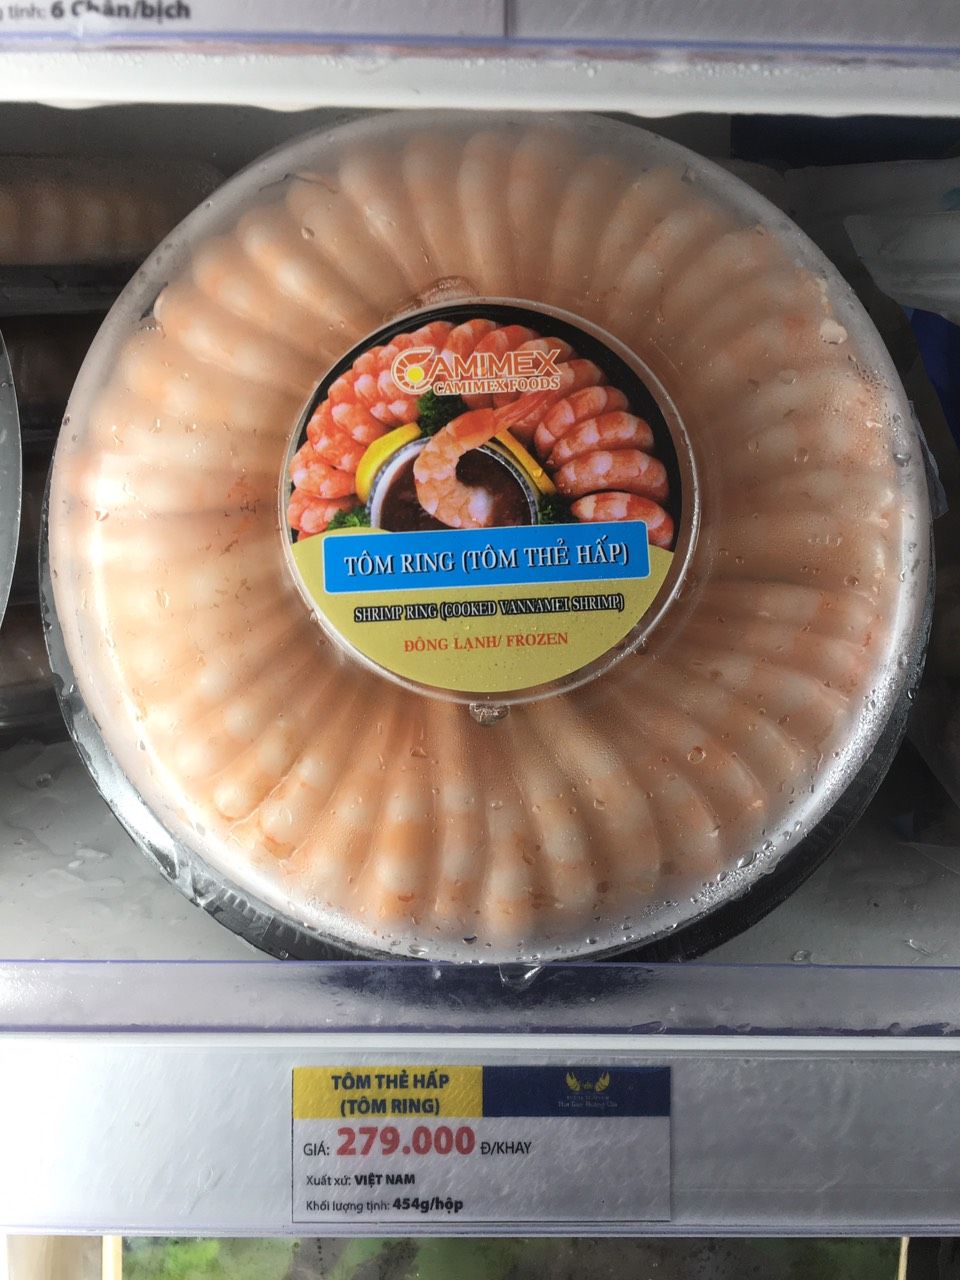 tịnh: 6 Chân/bịch
CAMIMEX
CAMIMEX FOODS
TÔM RING (TÔM THẺ HẤP)
SHRIMP RING (COOKED VANNAMEI SHRIMP)
ĐÔNG LẠNH/ FROZEN
TÔM THẺ HẤP
(TÔM RING)
GIÁ: 279.000 Đ/KHAY
Xuất xứ: VIỆT NAM
Khối lượng tịnh: 454g/hộp